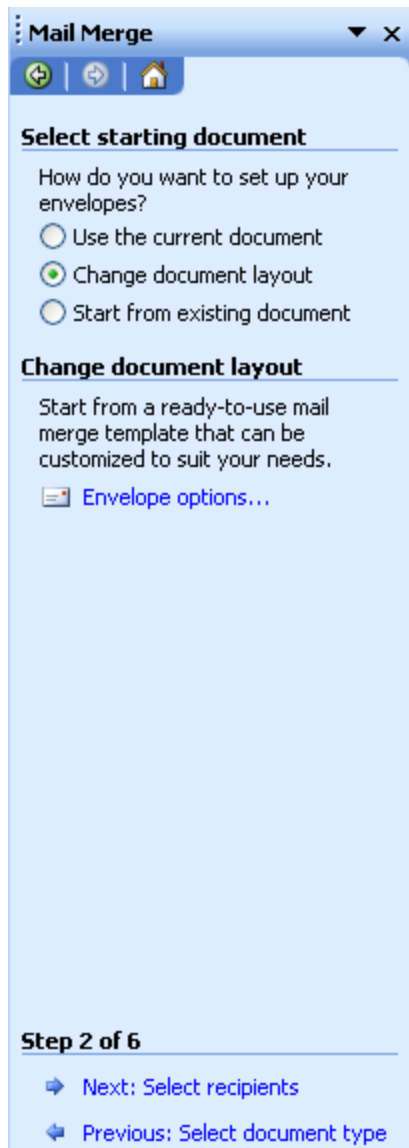 Mail Merge
Select starting document
How do you want to set up your
envelopes?
Use the current document
Change document layout
Start from existing document
Change document layout
Start from a ready-to-use mail
merge template that can be
customized to suit your needs.
Envelope options...
Step 2 of 6
Next: Select recipients
Previous: Select document type